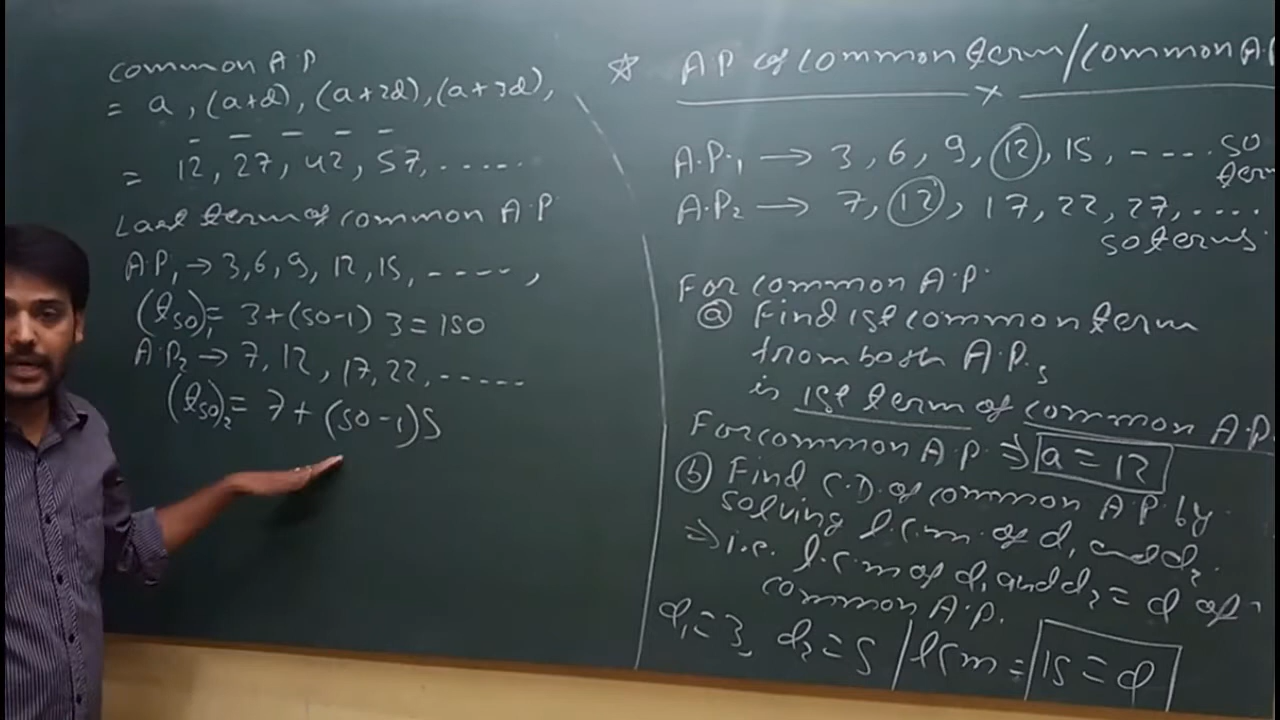 common A.P
= a, (a+d), (a+2d), (a+3d),
= 12, 27, 42, 57, ......
Last term of common A.P
A.P₁ → 3, 6, 9, 12, 15, -----,
(t₅₀)₁ = 3+(50-1) 3 = 150
A.P₂ → 7, 12, 17, 22, ------
(t₅₀)₂ = 7+(50-1)5
☆ A.P of common term/common A.P
A.P.₁ → 3, 6, 9, 12, 15, ---- 50
term
A.P₂ → 7, 12, 17, 22, 27, ....
50 terms.
For common A.P.
(a) Find 1st common term
from both A.P.s
is 1st term of common A.P.
For common A.P. ⇒ a = 12
(b) Find C.D. of common A.P. by
solving l.c.m. of d₁ and d₂.
⇒ i.e. l.c.m of d₁ and d₂ = d of
common A.P.
d₁ = 3, d₂ = 5 / lcm = 15 = d